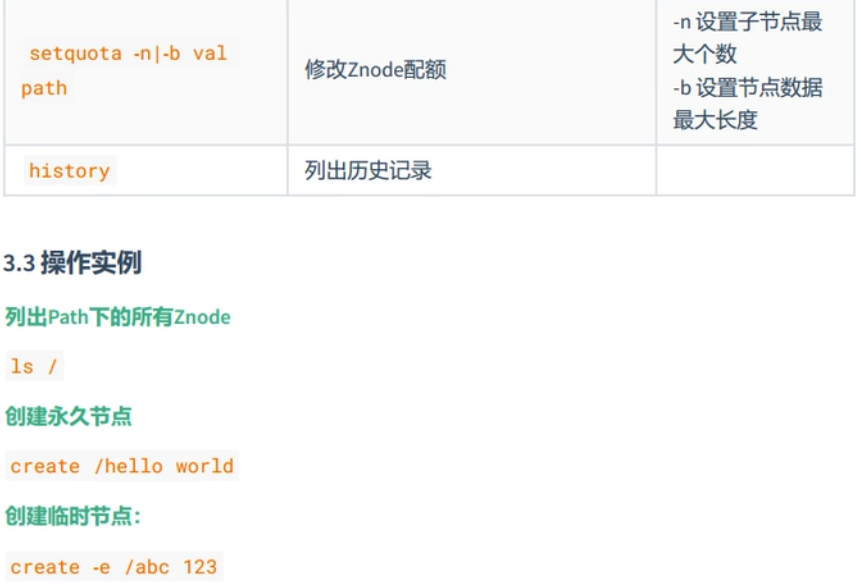 setquota -n|-b val
path
修改Znode配额
-n 设置子节点最
大个数
-b 设置节点数据
最大长度
history
列出历史记录
3.3 操作实例
列出Path下的所有Znode
ls /
创建永久节点
create /hello world
创建临时节点：
create -e /abc 123